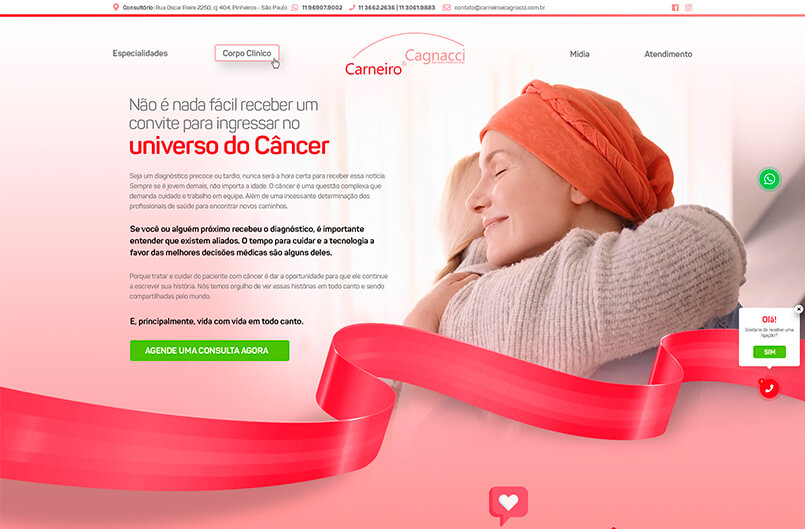 Consultório: Rua Oscar Freire 2250, cj 404, Pinheiros - São Paulo 11 96907.9002 11 3662.2636 | 11 3061.9883 contato@carneiroecagnacci.com.br
Especialidades Corpo Clínico Mídia Atendimento
Cagnacci
Carneiro &
Não é nada fácil receber um
convite para ingressar no
universo do Câncer
Seja um diagnóstico precoce ou tardio, nunca será a hora certa para receber essa notícia.
Sempre se é jovem demais, não importa a idade. O câncer é uma questão complexa que
demanda cuidado e trabalho em equipe. Além de uma incessante determinação dos
profissionais de saúde para encontrar novos caminhos.
Se você ou alguém próximo recebeu o diagnóstico, é importante
entender que existem aliados. O tempo para cuidar e a tecnologia a
favor das melhores decisões médicas são alguns deles.
Porque tratar e cuidar do paciente com câncer é dar a oportunidade para que ele continue
a escrever sua história. Nós temos orgulho de ver essas histórias em todo canto e sendo
compartilhadas pelo mundo.
E, principalmente, vida com vida em todo canto.
AGENDE UMA CONSULTA AGORA
Olá!
Gostaria de receber uma
ligação?
SIM